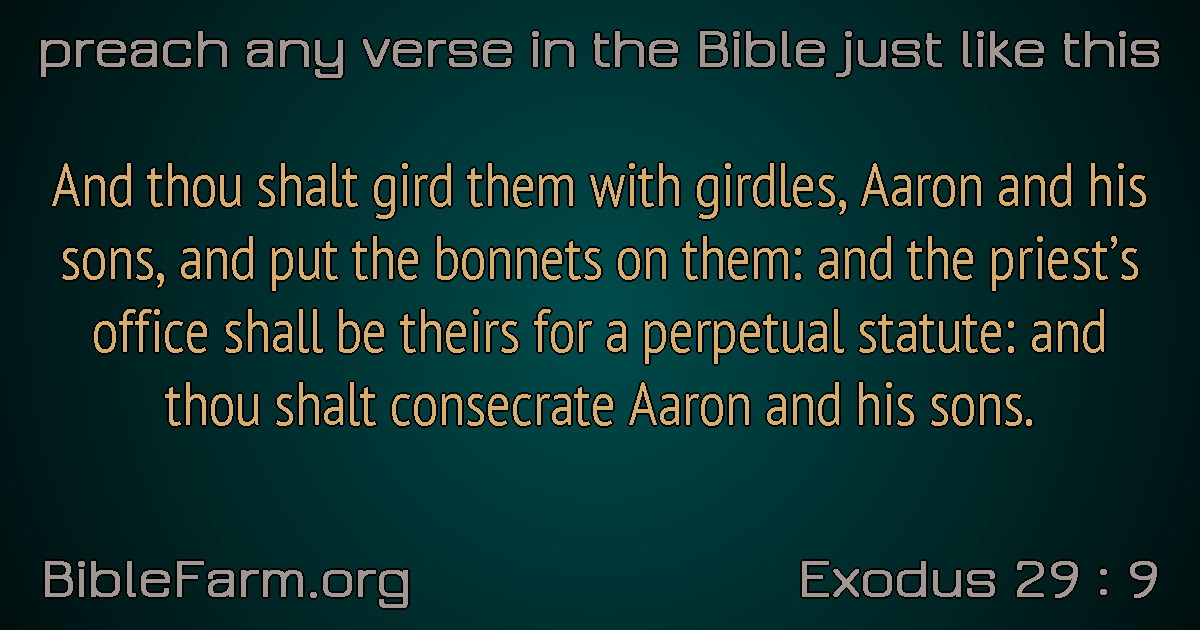 preach any verse in the Bible just like this
And thou shalt gird them with girdles, Aaron and his
sons, and put the bonnets on them: and the priest’s
office shall be theirs for a perpetual statute: and
thou shalt consecrate Aaron and his sons.
BibleFarm.org
Exodus 29 : 9